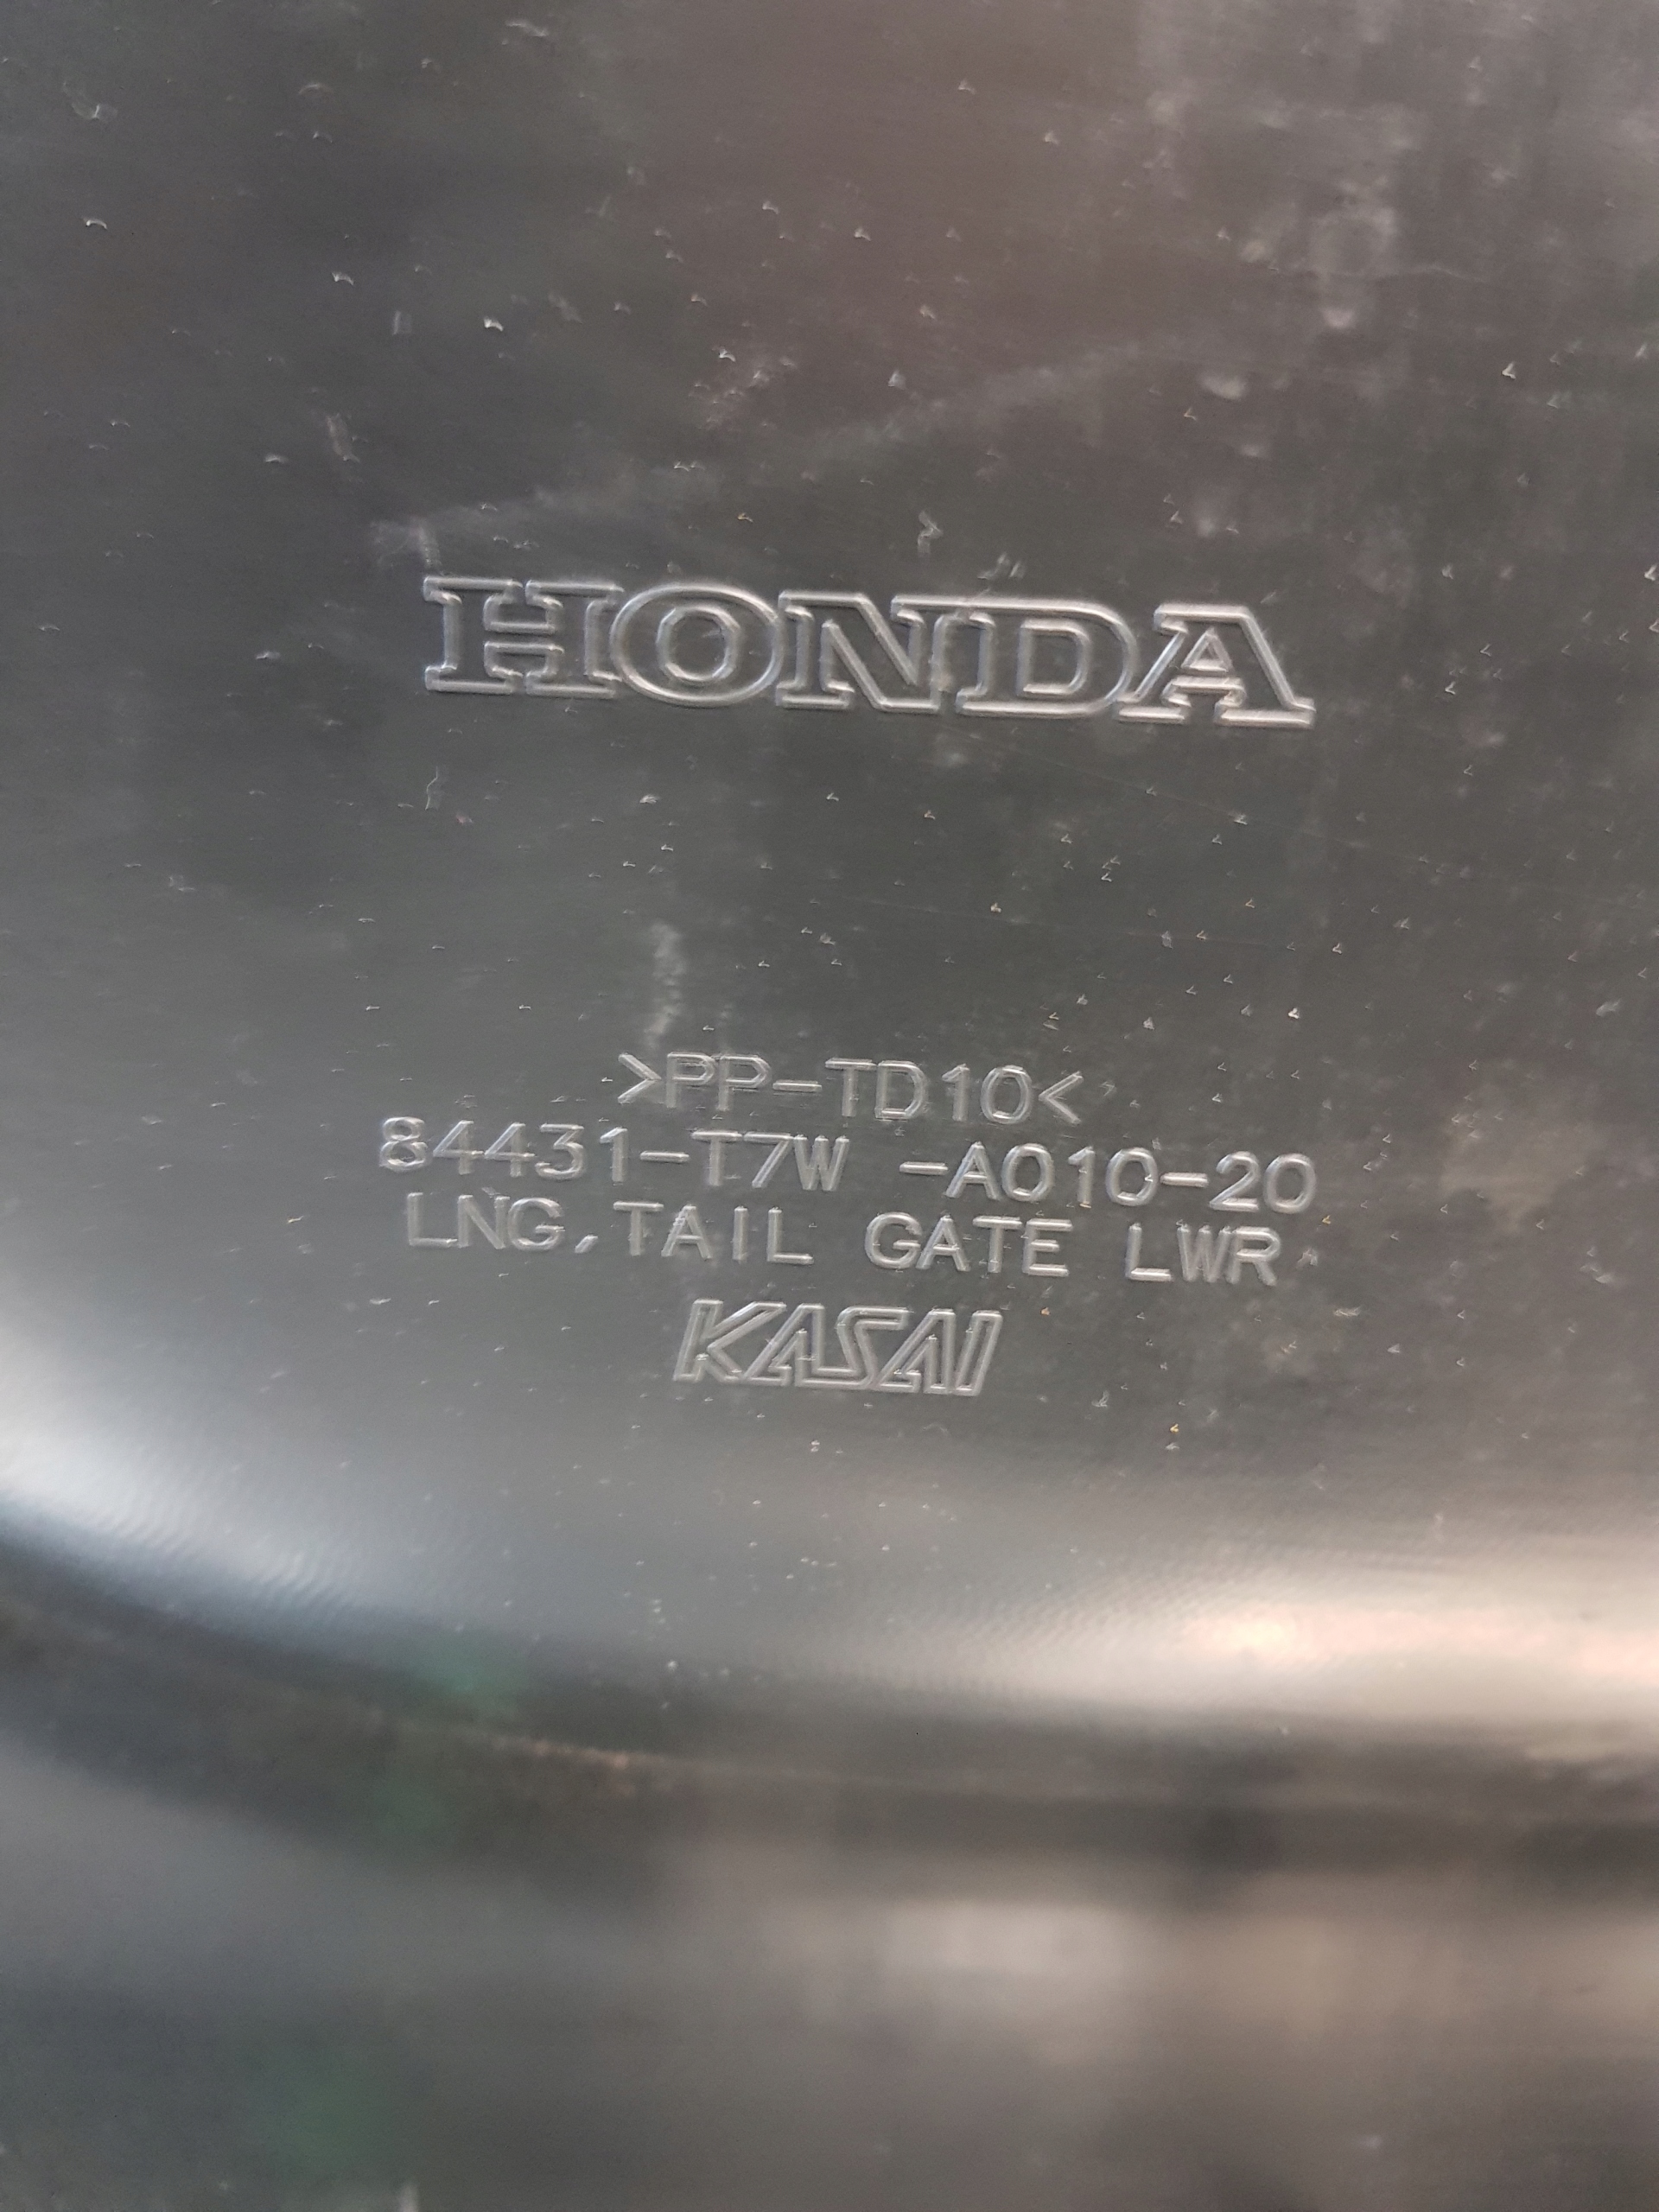 HONDA
>PP-TD10<
84431-T7W -A010-20
LNG,TAIL GATE LWR
KASAI